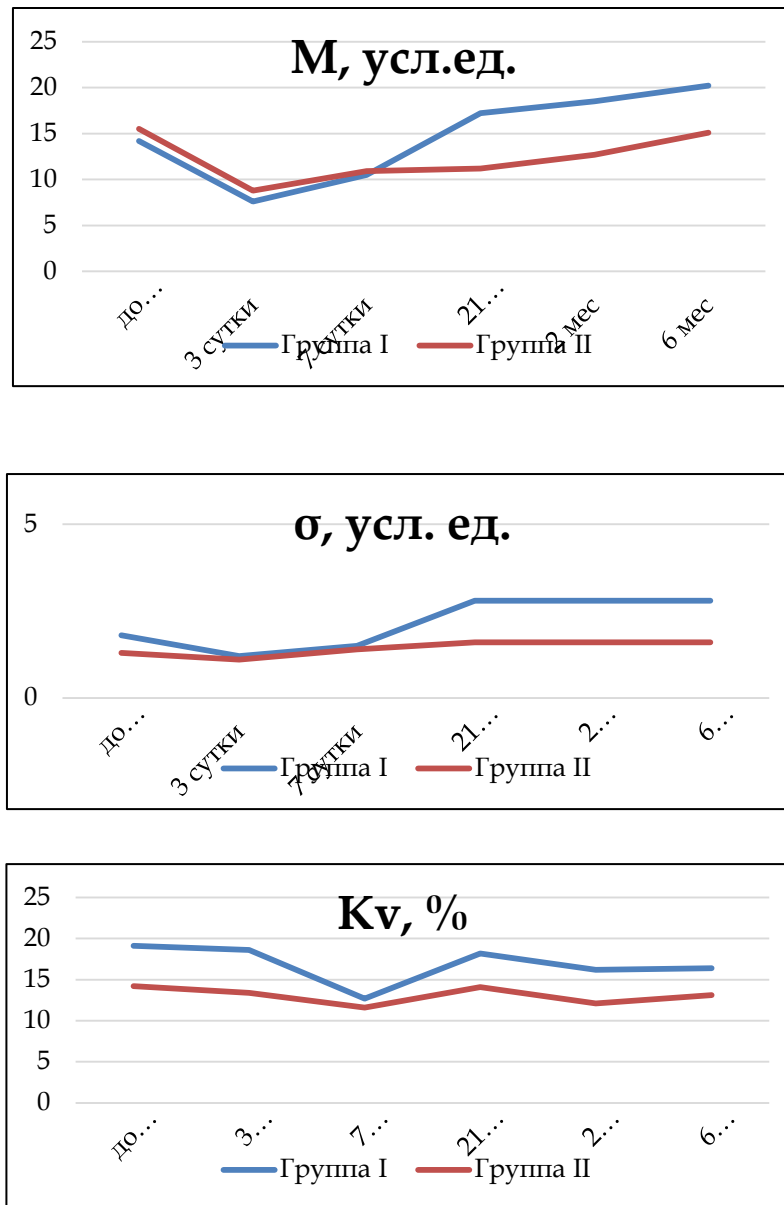 М, усл.ед.
25
20
15
10
5
0
до...
3 сутки
7 сутки
21...
2 мес
6 мес
Группа I
Группа II
σ, усл. ед.
5
0
до...
3 сутки
7 сутки
21...
2...
6...
Группа I
Группа II
Kv, %
25
20
15
10
5
0
до...
3...
7...
21...
2...
6...
Группа I
Группа II